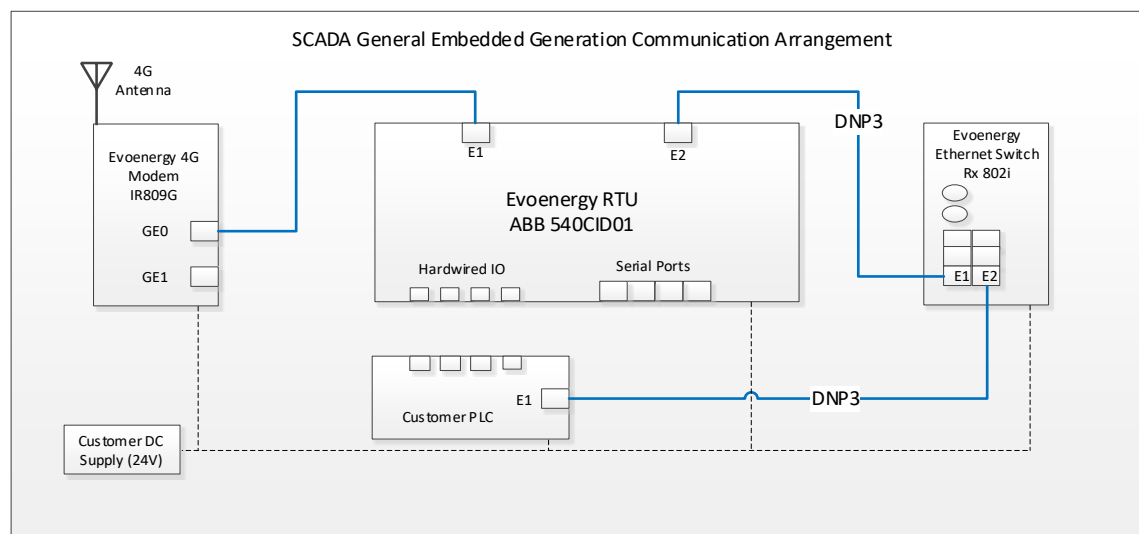 SCADA General Embedded Generation Communication Arrangement
4G
Antenna
Evoenergy 4G
Modem
IR809G
GE0
GE1
E1
E2
Evoenergy RTU
ABB 540CID01
Hardwired IO
Serial Ports
DNP3
Evoenergy
Ethernet Switch
Rx 802i
E1
E2
E1
Customer PLC
DNP3
Customer DC
Supply (24V)